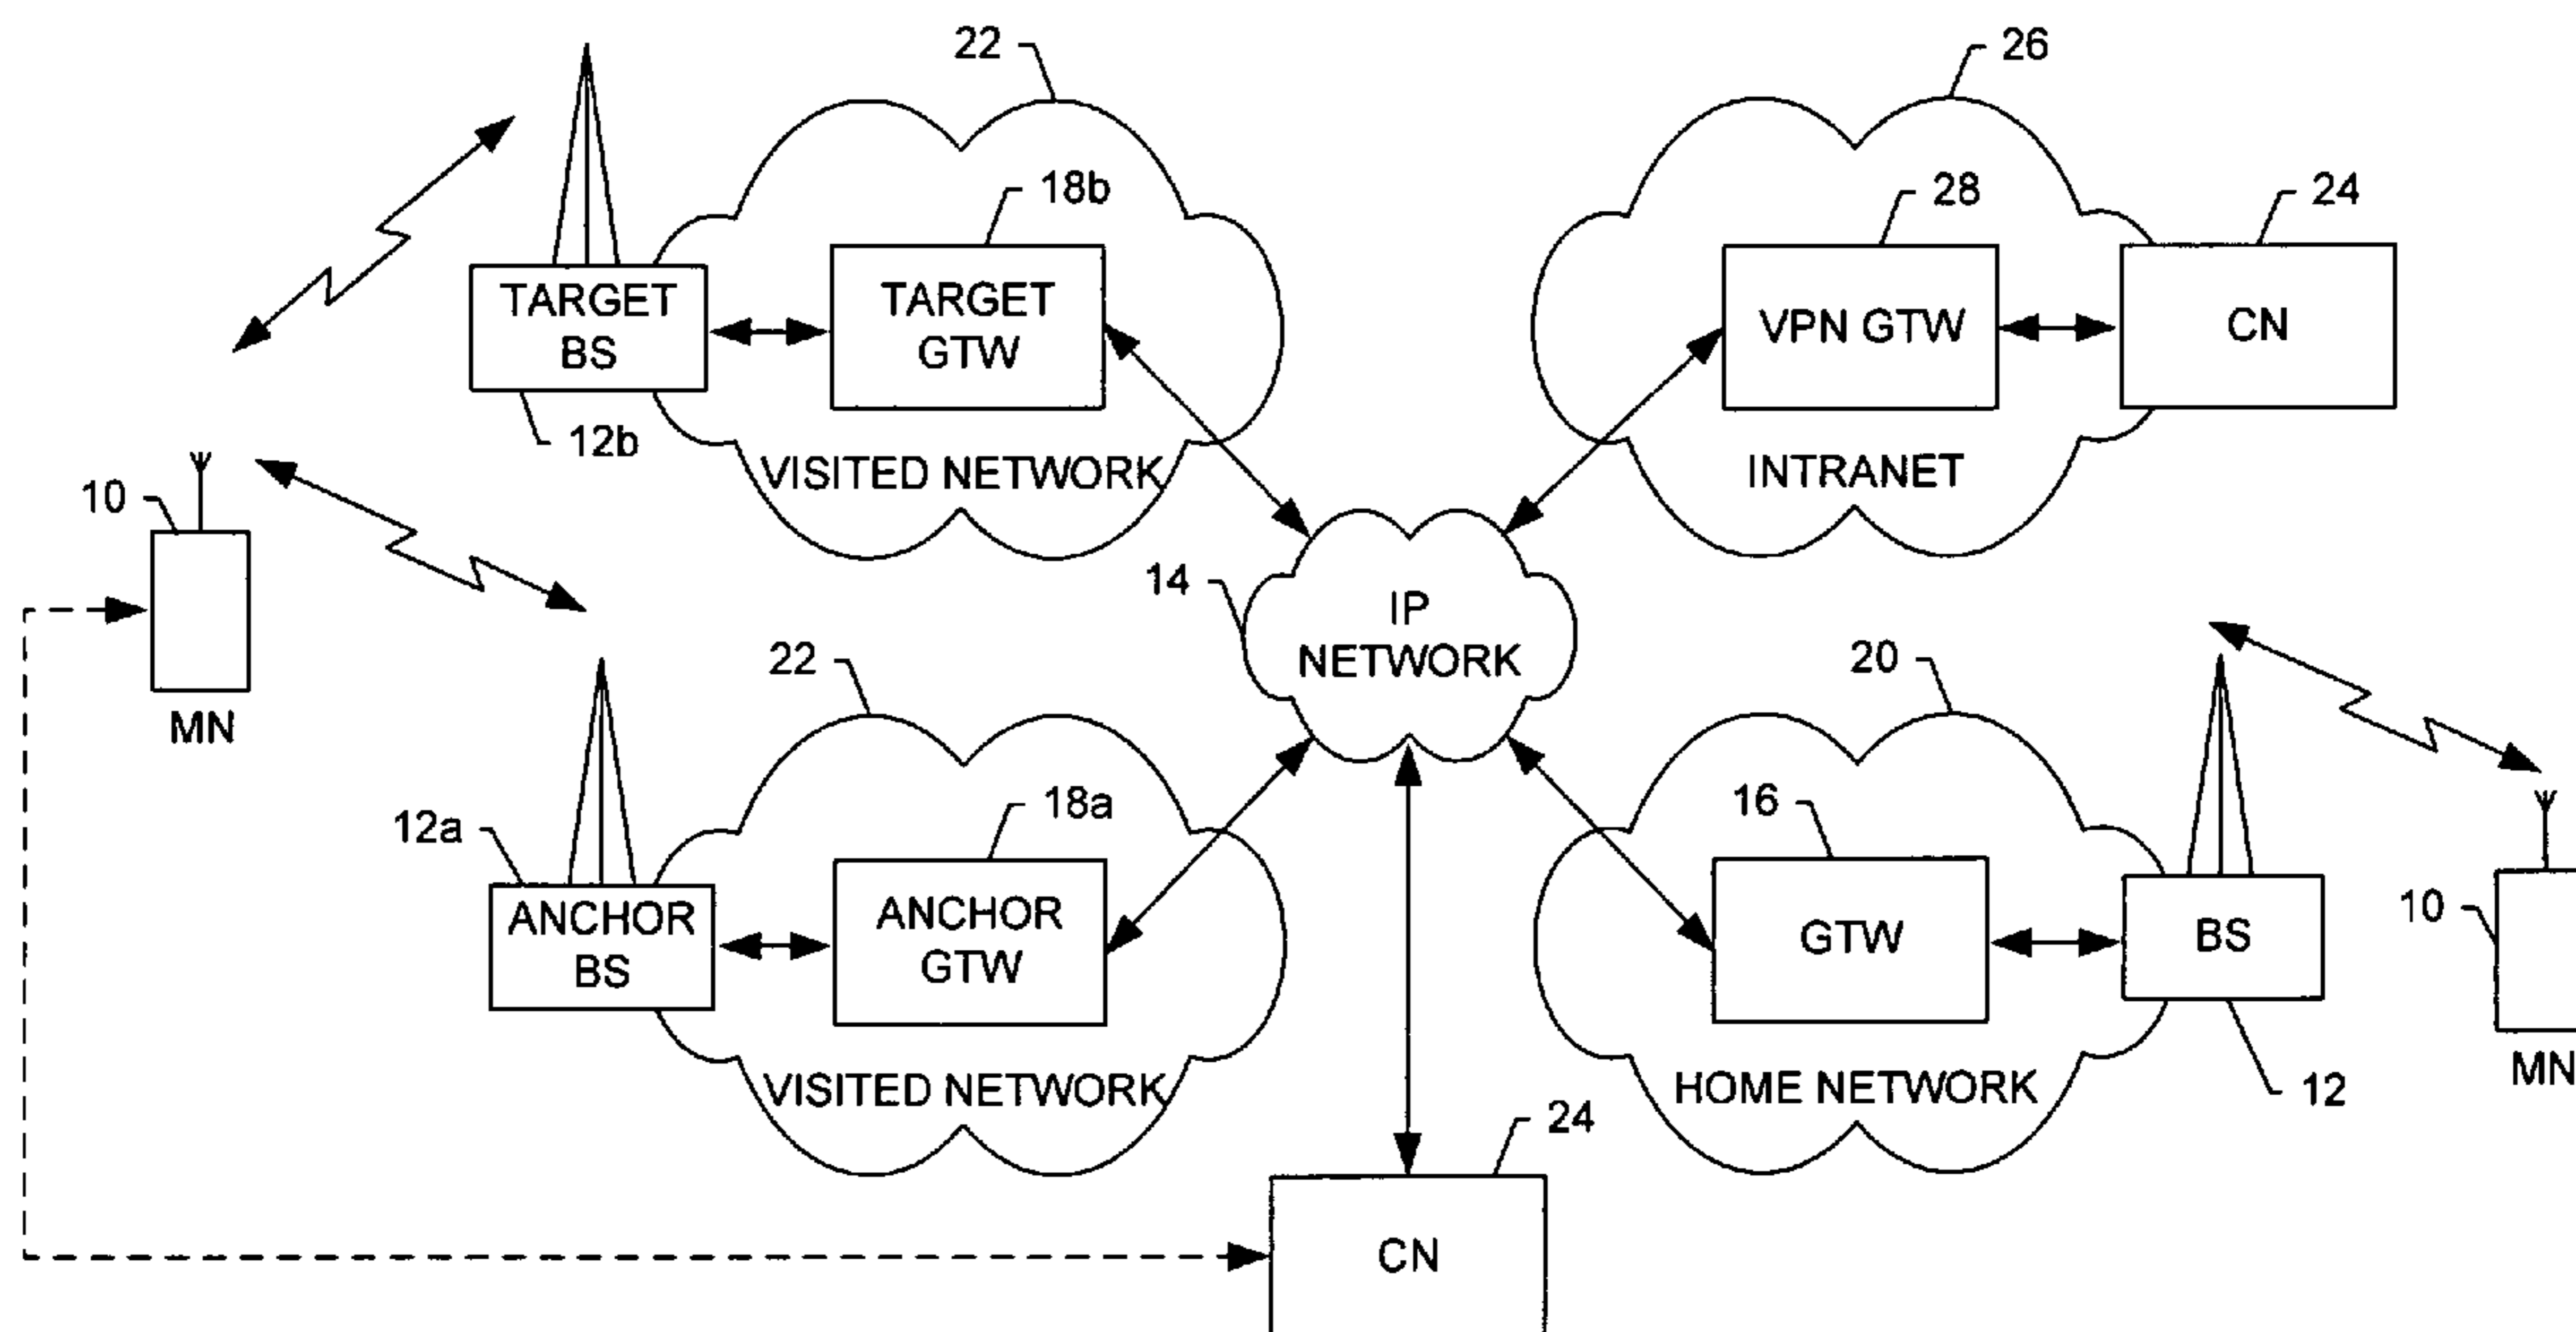 22
26
18b
28
24
TARGET
BS
TARGET
GTW
VPN GTW
CN
12b
VISITED NETWORK
INTRANET
10
MN
14
IP
NETWORK
22
20
12a
18a
16
ANCHOR
BS
ANCHOR
GTW
GTW
BS
10
MN
VISITED NETWORK
HOME NETWORK
12
24
CN